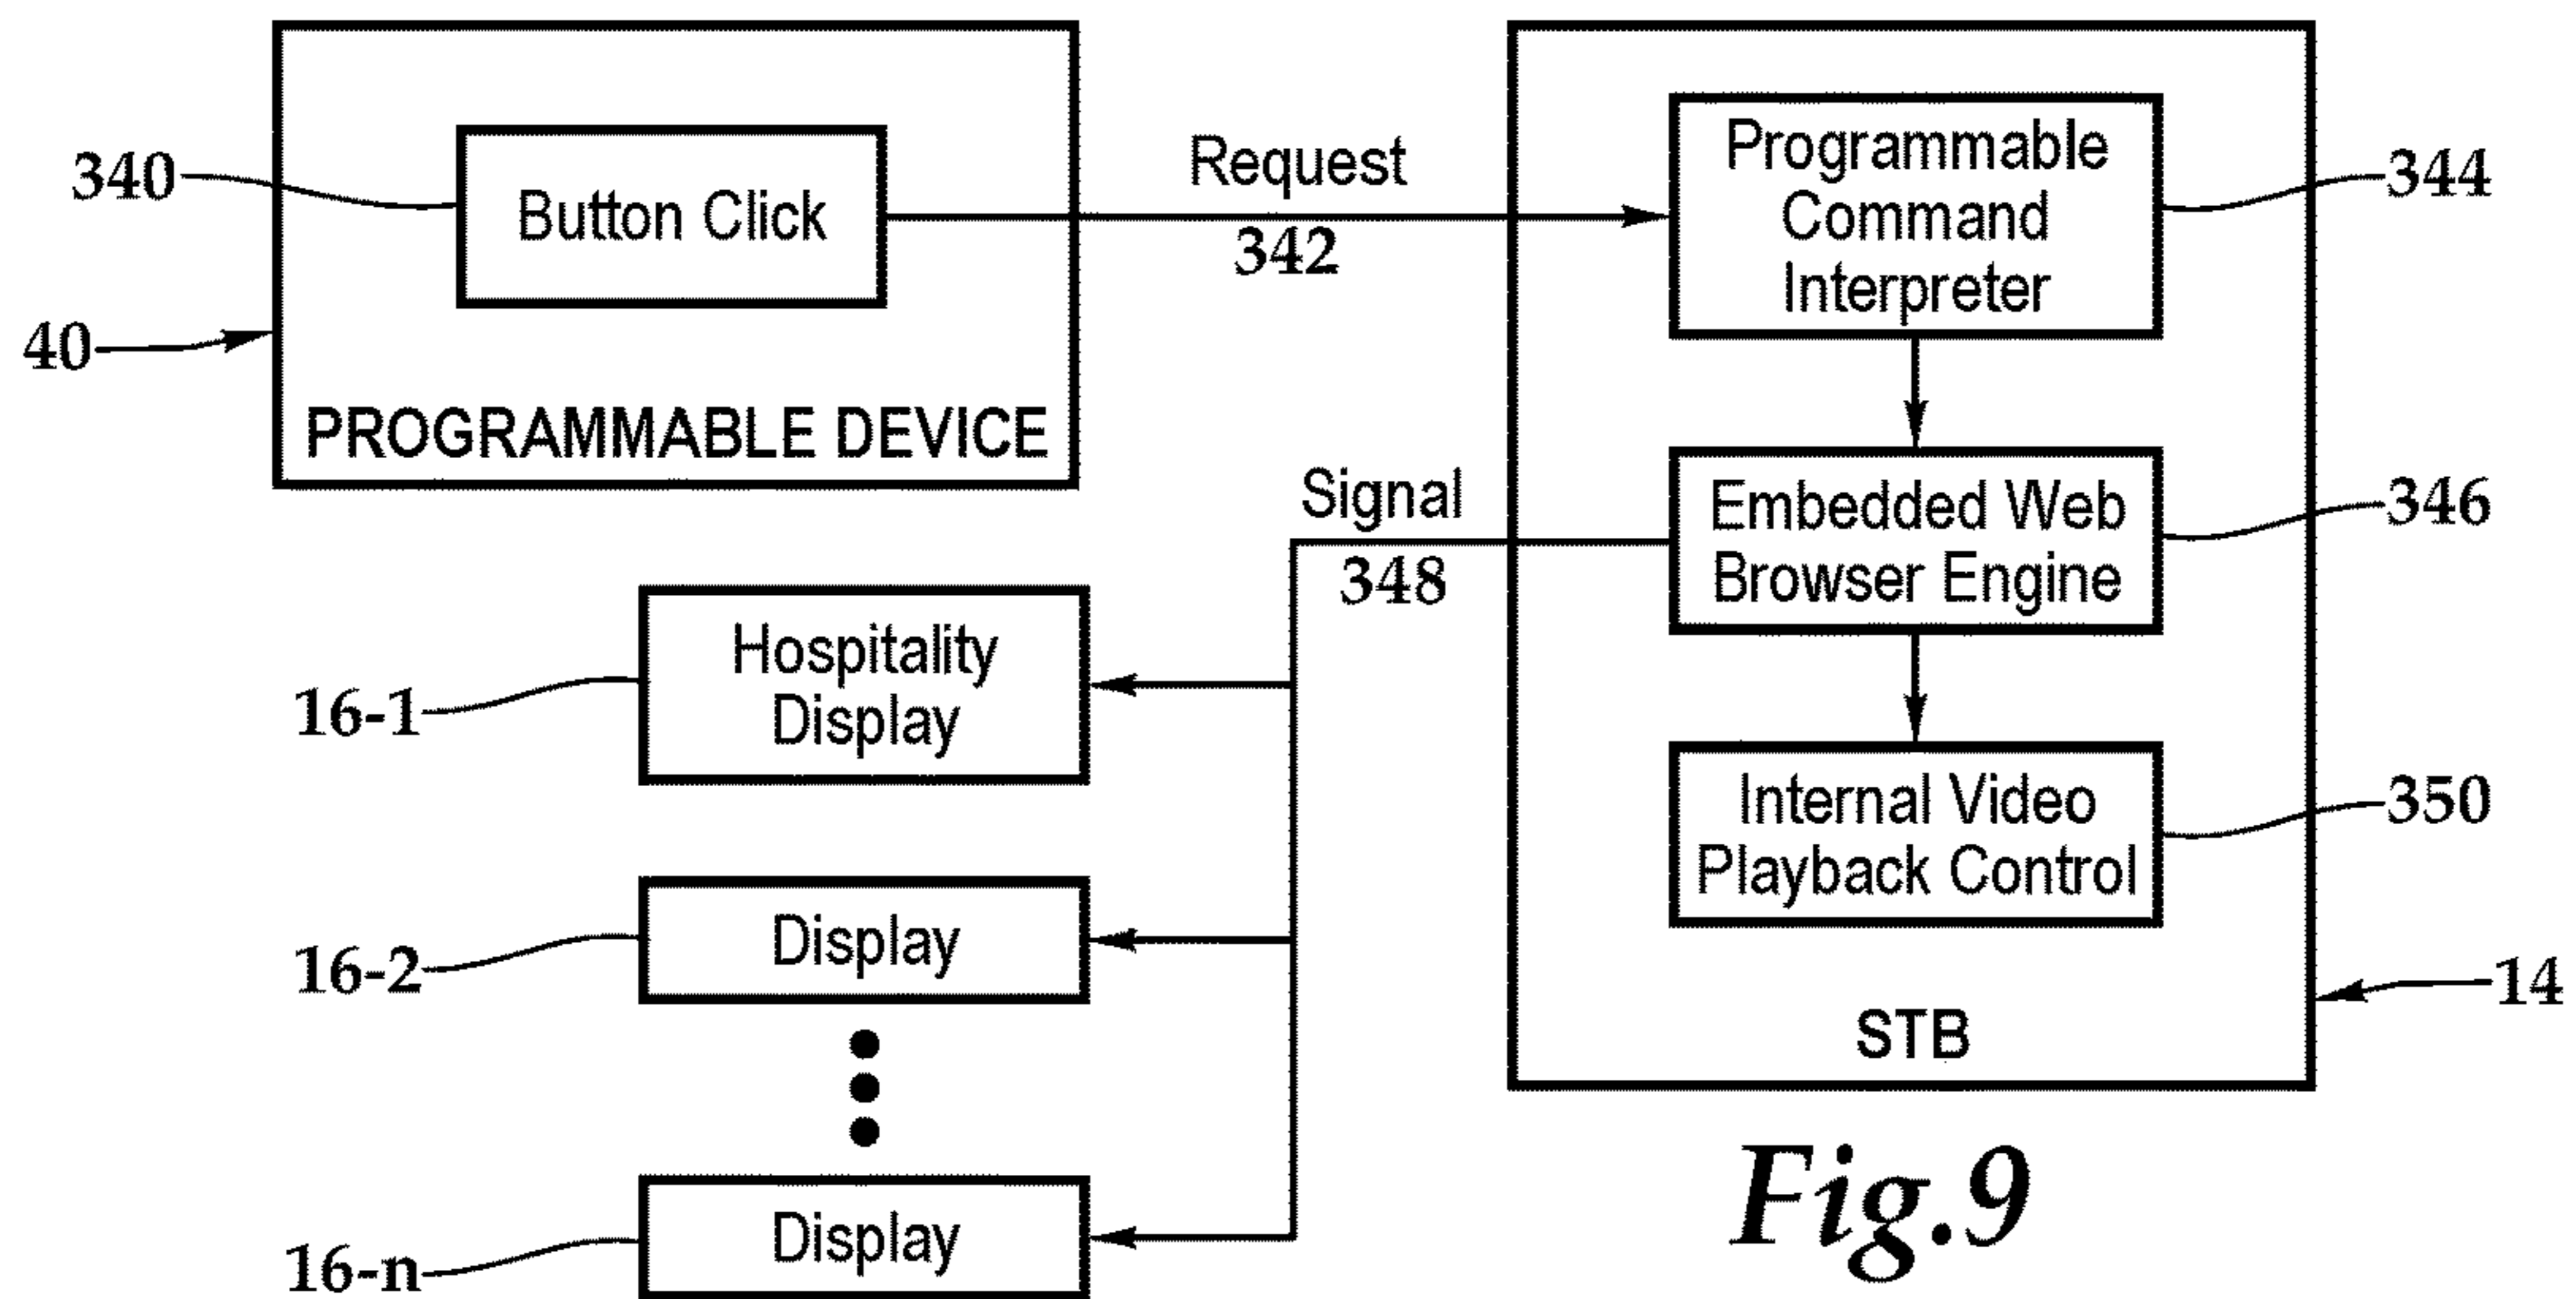 340
Button Click
40
PROGRAMMABLE DEVICE
Request
342
Programmable
Command
Interpreter
344
Signal
348
Embedded Web
Browser Engine
346
Hospitality
Display
16-1
Internal Video
Playback Control
350
Display
16-2
STB
14
Display
16-n
Fig.9